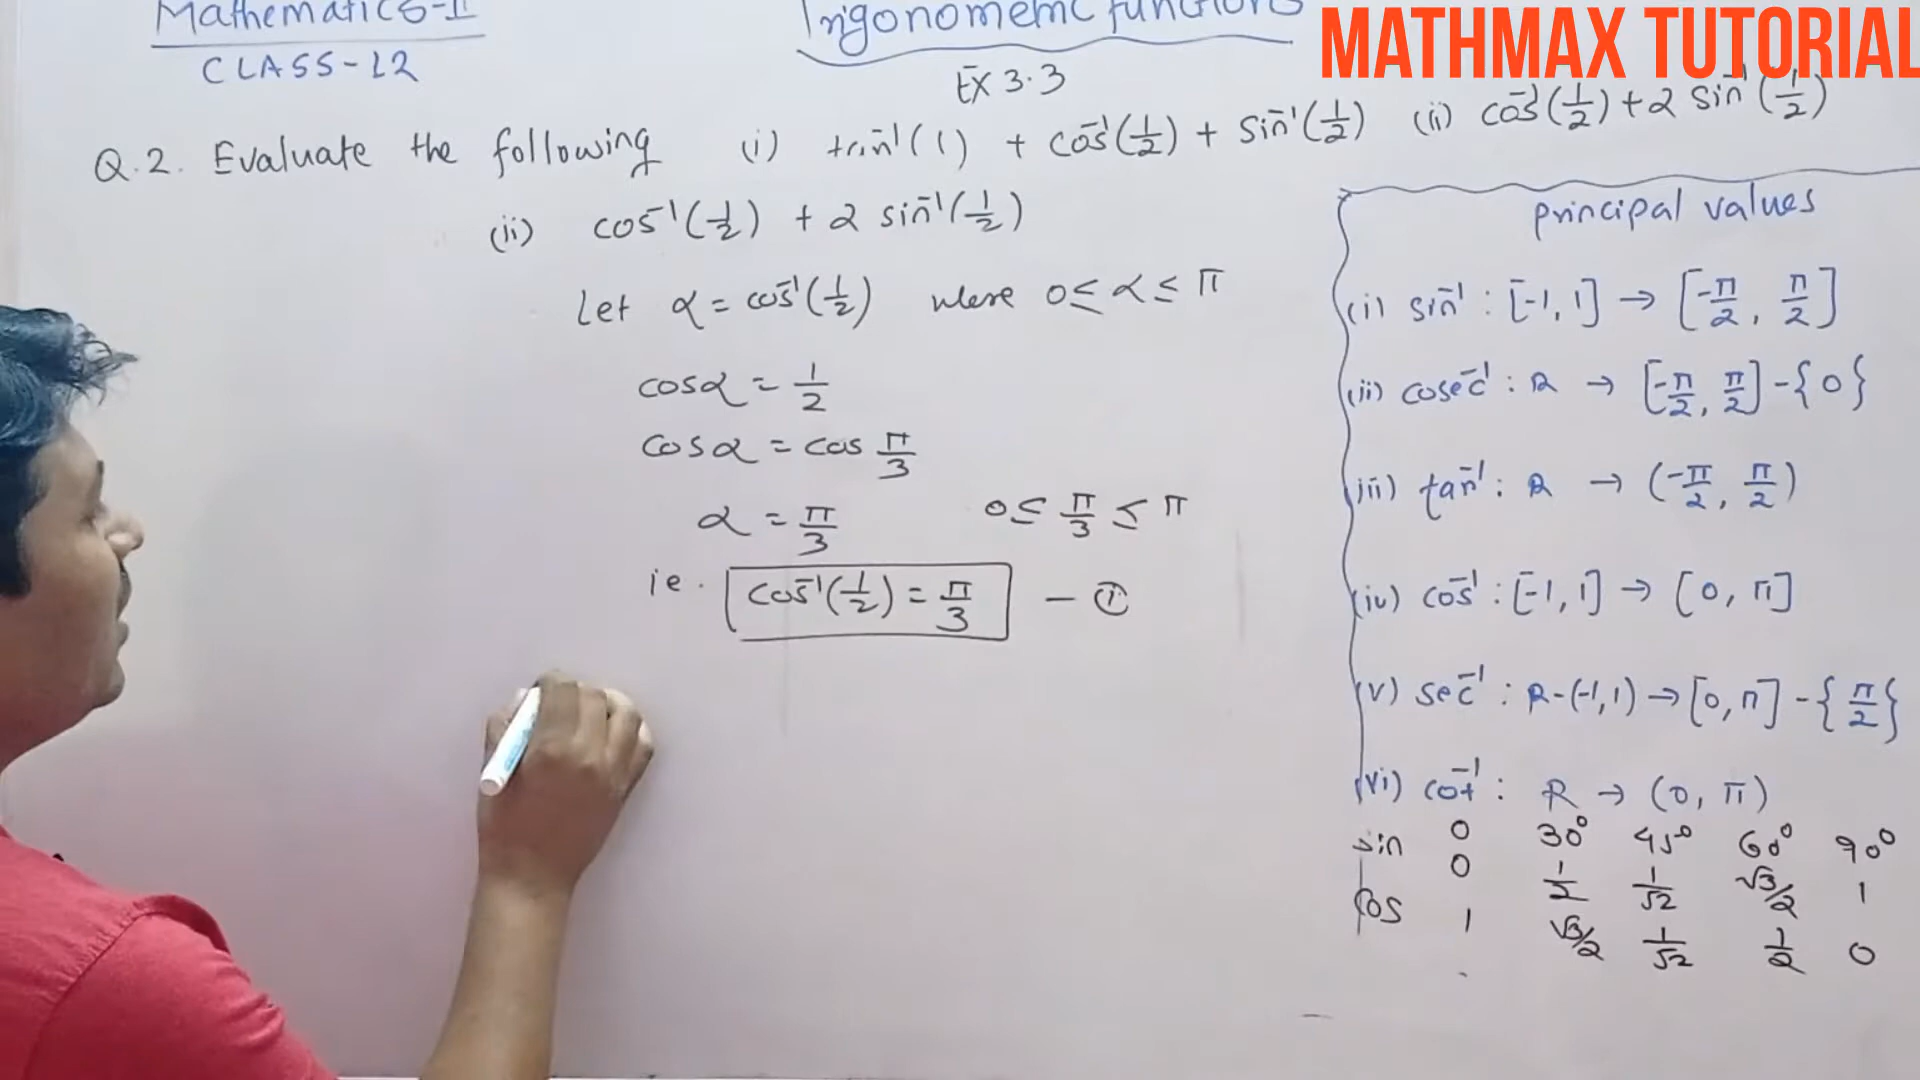 Mathematics-II
CLASS-12
Trigonometric functions
Ex 3.3
MATHMAX TUTORIAL
Q.2. Evaluate the following (i) tan⁻¹(1) + cos⁻¹(1/2) + sin⁻¹(1/2) (ii) cos⁻¹(1/2) + 2 sin⁻¹(1/2)
(ii) cos⁻¹(1/2) + 2 sin⁻¹(1/2)
Let α = cos⁻¹(1/2) where 0 ≤ α ≤ π
cosα = 1/2
cosα = cos π/3
α = π/3 0 ≤ π/3 ≤ π
ie. cos⁻¹(1/2) = π/3 — ①
principal values
(i) sin⁻¹ : [-1, 1] → [-π/2, π/2]
(ii) cosec⁻¹ : R → [-π/2, π/2] - {0}
(iii) tan⁻¹ : R → (-π/2, π/2)
(iv) cos⁻¹ : [-1, 1] → [0, π]
(v) sec⁻¹ : R-(-1,1) → [0, π] - {π/2}
(vi) cot⁻¹ : R → (0, π)
0 30° 45° 60° 90°
sin 0 1/2 1/√2 √3/2 1
cos 1 √3/2 1/√2 1/2 0